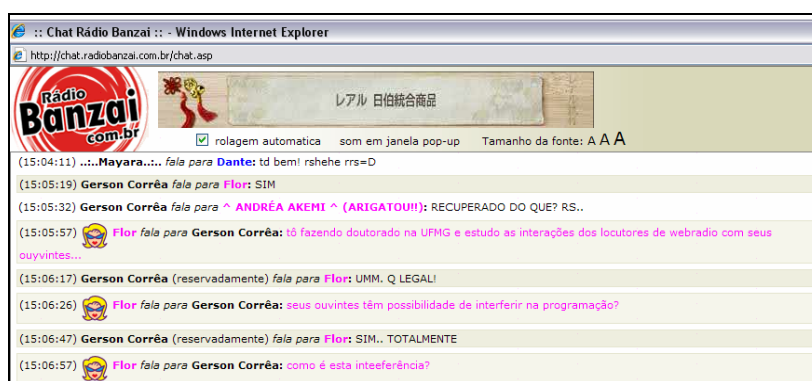 :: Chat Rádio Banzai :: - Windows Internet Explorer
http://chat.radiobanzai.com.br/chat.asp
Rádio
Banzai
com.br
レアル 日伯統合商品
rolagem automatica som em janela pop-up Tamanho da fonte: A A A
(15:04:11) ..:..Mayara..:.. fala para Dante: td bem! rshehe rrs=D
(15:05:19) Gerson Corrêa fala para Flor: SIM
(15:05:32) Gerson Corrêa fala para ^ ANDRÉA AKEMI ^ (ARIGATOU!!): RECUPERADO DO QUE? RS..
(15:05:57) Flor fala para Gerson Corrêa: tô fazendo doutorado na UFMG e estudo as interações dos locutores de webradio com seus
ouyvintes...
(15:06:17) Gerson Corrêa (reservadamente) fala para Flor: UMM. Q LEGAL!
(15:06:26) Flor fala para Gerson Corrêa: seus ouvintes têm possibilidade de interferir na programação?
(15:06:47) Gerson Corrêa (reservadamente) fala para Flor: SIM.. TOTALMENTE
(15:06:57) Flor fala para Gerson Corrêa: como é esta inteeferência?